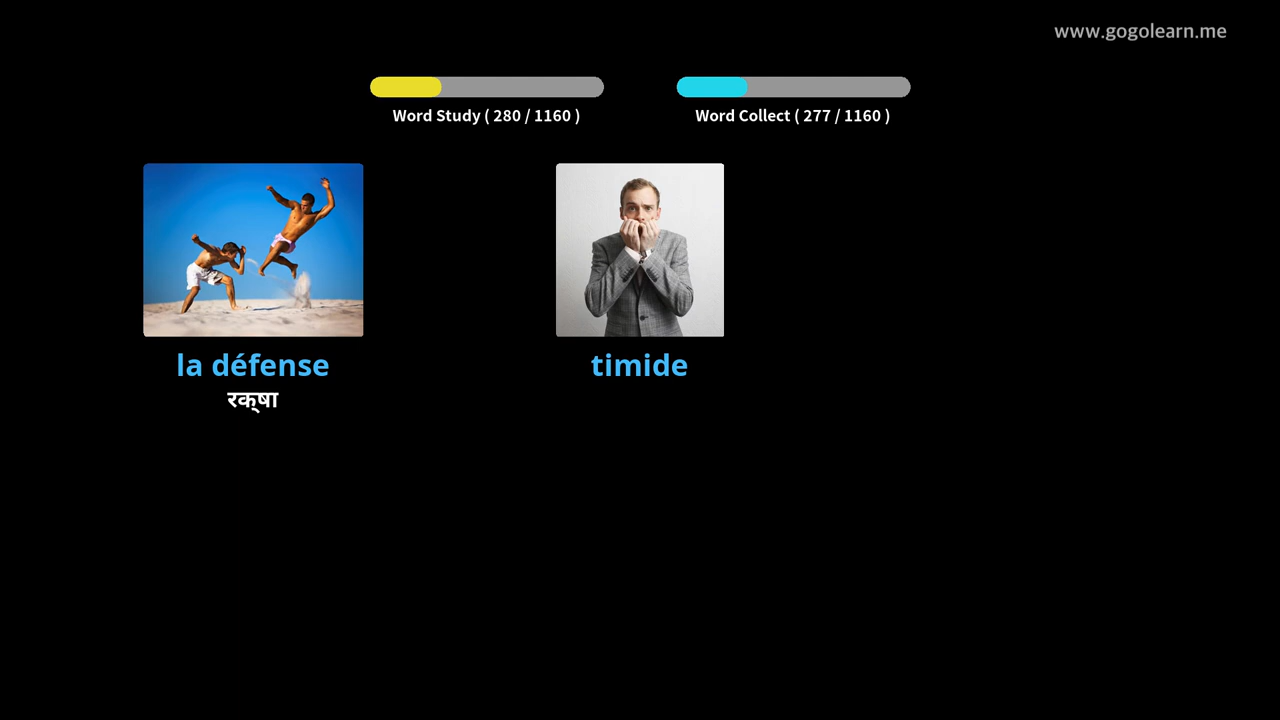 www.gogolearn.me
Word Study ( 280 / 1160 )
Word Collect ( 277 / 1160 )
la défense
रक्षा
timide